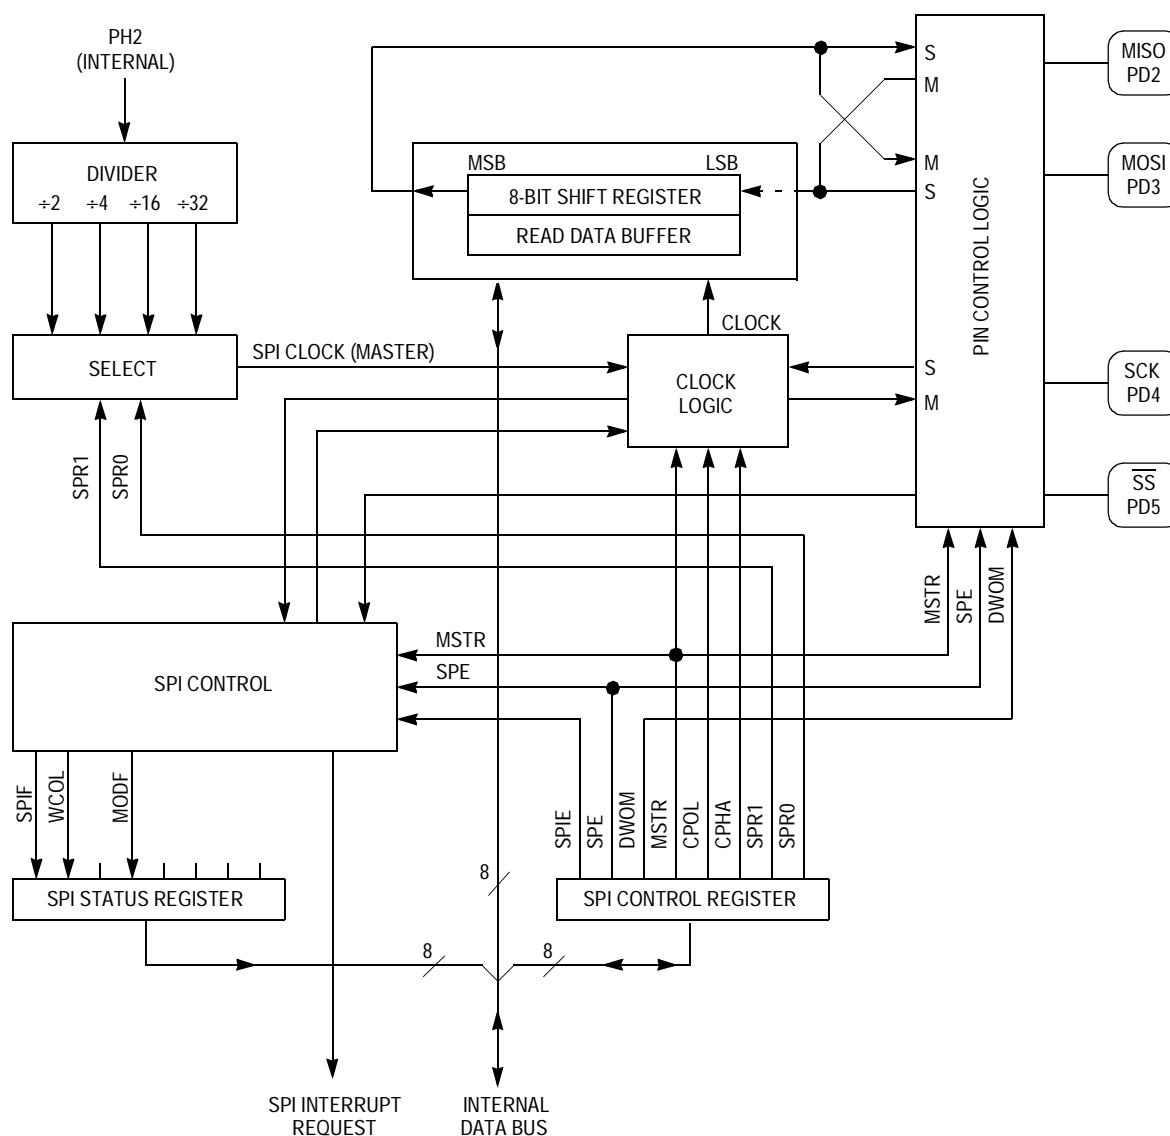 PH2
(INTERNAL)
DIVIDER
÷2 ÷4 ÷16 ÷32
SELECT
SPI CLOCK (MASTER)
SPR1
SPR0
MSB LSB
8-BIT SHIFT REGISTER
READ DATA BUFFER
CLOCK
CLOCK
LOGIC
S
M
M
S
S
M
PIN CONTROL LOGIC
MISO
PD2
MOSI
PD3
SCK
PD4
SS
PD5
MSTR
SPE
DWOM
MSTR
SPE
SPI CONTROL
SPIF
WCOL
MODF
SPIE
SPE
DWOM
MSTR
CPOL
CPHA
SPR1
SPR0
8
SPI STATUS REGISTER
SPI CONTROL REGISTER
8
8
SPI INTERRUPT
REQUEST
INTERNAL
DATA BUS